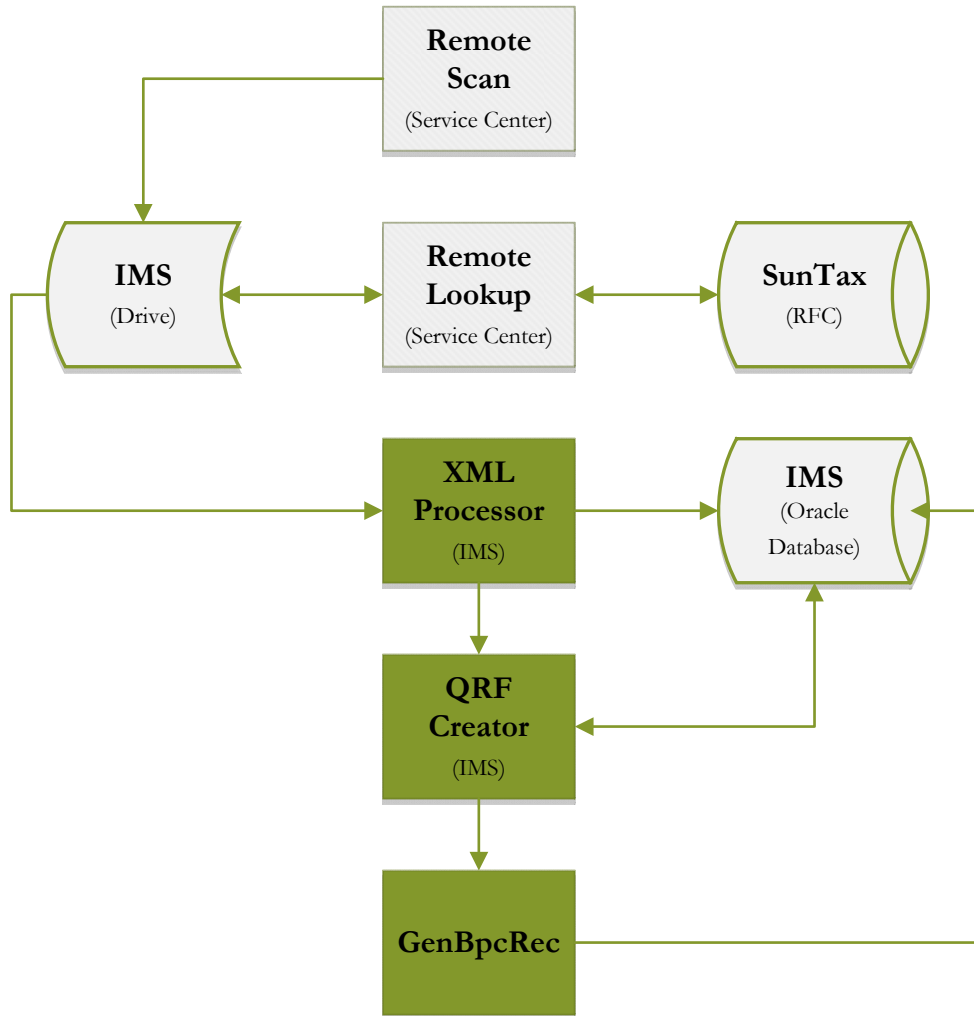 Remote
Scan
(Service Center)
IMS
(Drive)
Remote
Lookup
(Service Center)
SunTax
(RFC)
XML
Processor
(IMS)
IMS
(Oracle
Database)
QRF
Creator
(IMS)
GenBpcRec